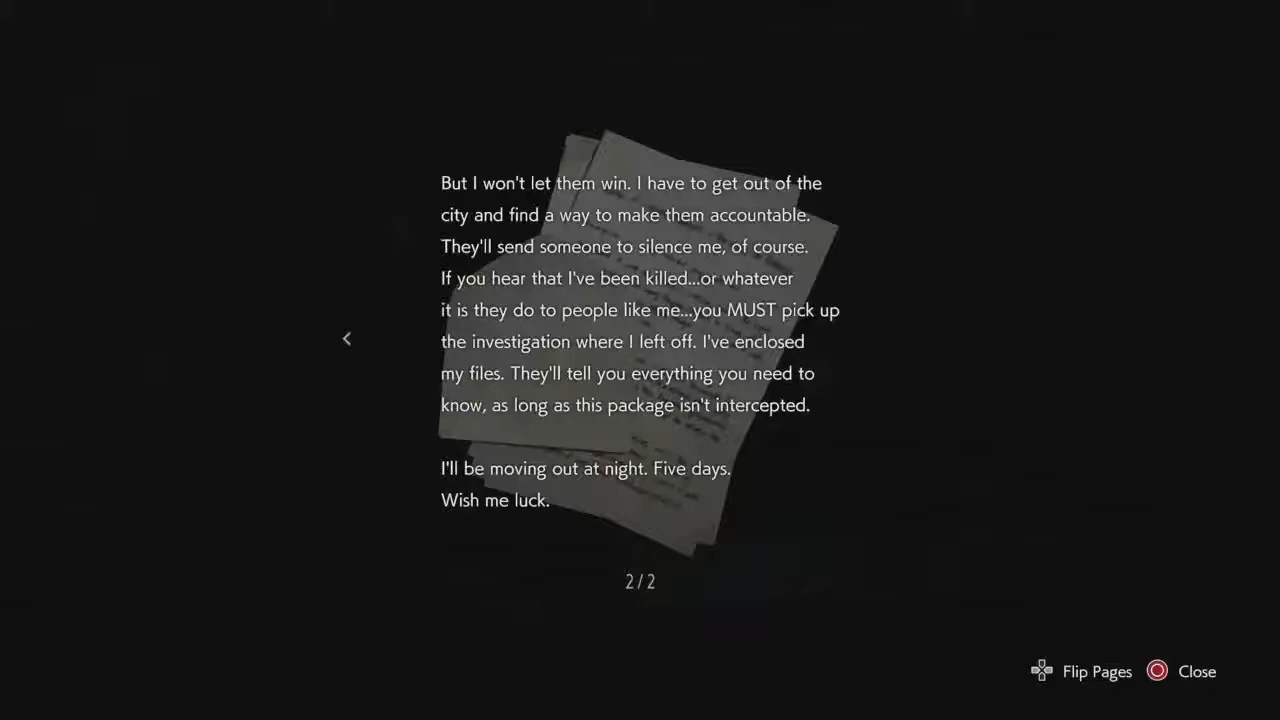 But I won't let them win. I have to get out of the
city and find a way to make them accountable.
They'll send someone to silence me, of course.
If you hear that I've been killed...or whatever
it is they do to people like me...you MUST pick up
the investigation where I left off. I've enclosed
my files. They'll tell you everything you need to
know, as long as this package isn't intercepted.

I'll be moving out at night. Five days.
Wish me luck.
2/2
Flip Pages Close